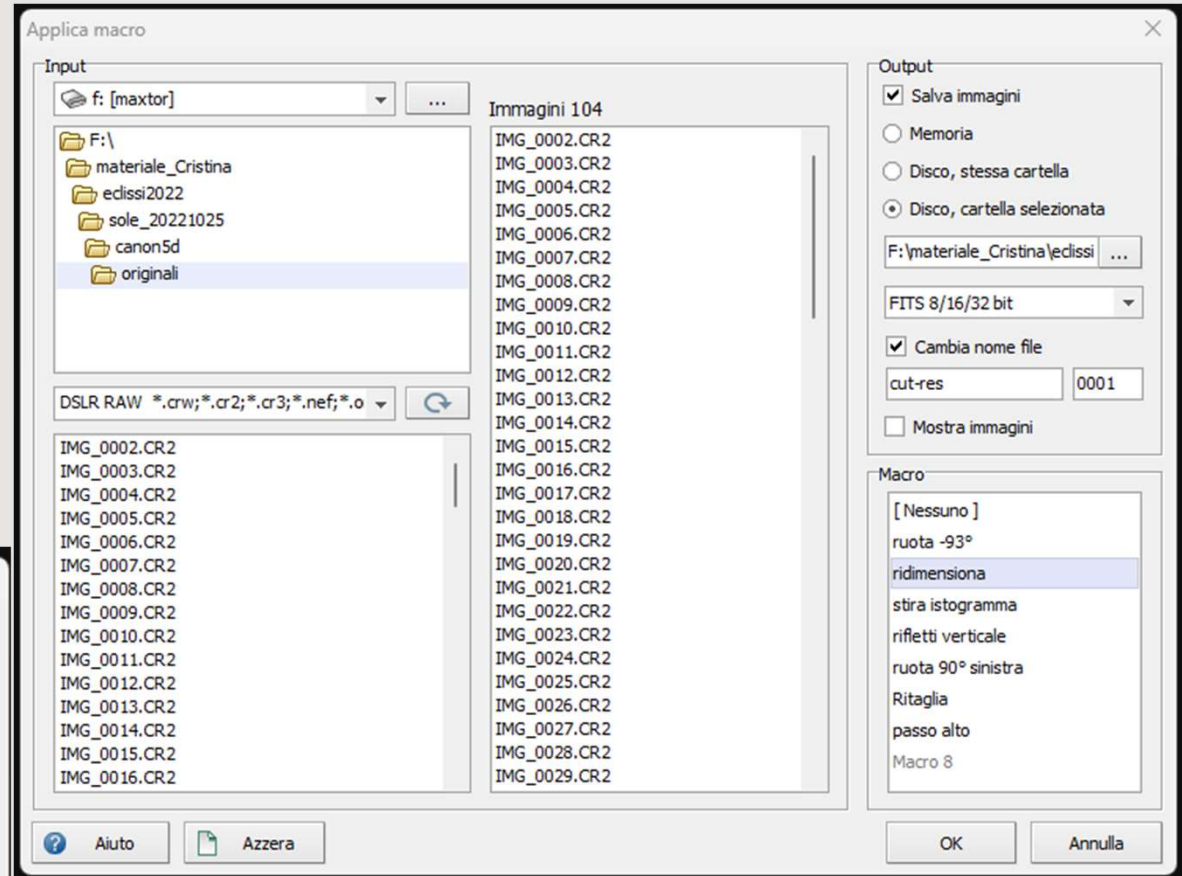 Applica macro
Input
f: [maxtor]
...
F:\
materiale_Cristina
eclissi2022
sole_20221025
canon5d
originali
DSLR RAW *.crw;*.cr2;*.cr3;*.nef;*.o
IMG_0002.CR2
IMG_0003.CR2
IMG_0004.CR2
IMG_0005.CR2
IMG_0006.CR2
IMG_0007.CR2
IMG_0008.CR2
IMG_0009.CR2
IMG_0010.CR2
IMG_0011.CR2
IMG_0012.CR2
IMG_0013.CR2
IMG_0014.CR2
IMG_0015.CR2
IMG_0016.CR2
Immagini 104
IMG_0002.CR2
IMG_0003.CR2
IMG_0004.CR2
IMG_0005.CR2
IMG_0006.CR2
IMG_0007.CR2
IMG_0008.CR2
IMG_0009.CR2
IMG_0010.CR2
IMG_0011.CR2
IMG_0012.CR2
IMG_0013.CR2
IMG_0014.CR2
IMG_0015.CR2
IMG_0016.CR2
IMG_0017.CR2
IMG_0018.CR2
IMG_0019.CR2
IMG_0020.CR2
IMG_0021.CR2
IMG_0022.CR2
IMG_0023.CR2
IMG_0024.CR2
IMG_0025.CR2
IMG_0026.CR2
IMG_0027.CR2
IMG_0028.CR2
IMG_0029.CR2
Output
Salva immagini
Memoria
Disco, stessa cartella
Disco, cartella selezionata
F:\materiale_Cristina\eclissi ...
FITS 8/16/32 bit
Cambia nome file
cut-res 0001
Mostra immagini
Macro
[ Nessuno ]
ruota -93°
ridimensiona
stira istogramma
rifletti verticale
ruota 90° sinistra
Ritaglia
passo alto
Macro 8
? Aiuto Azzera OK Annulla